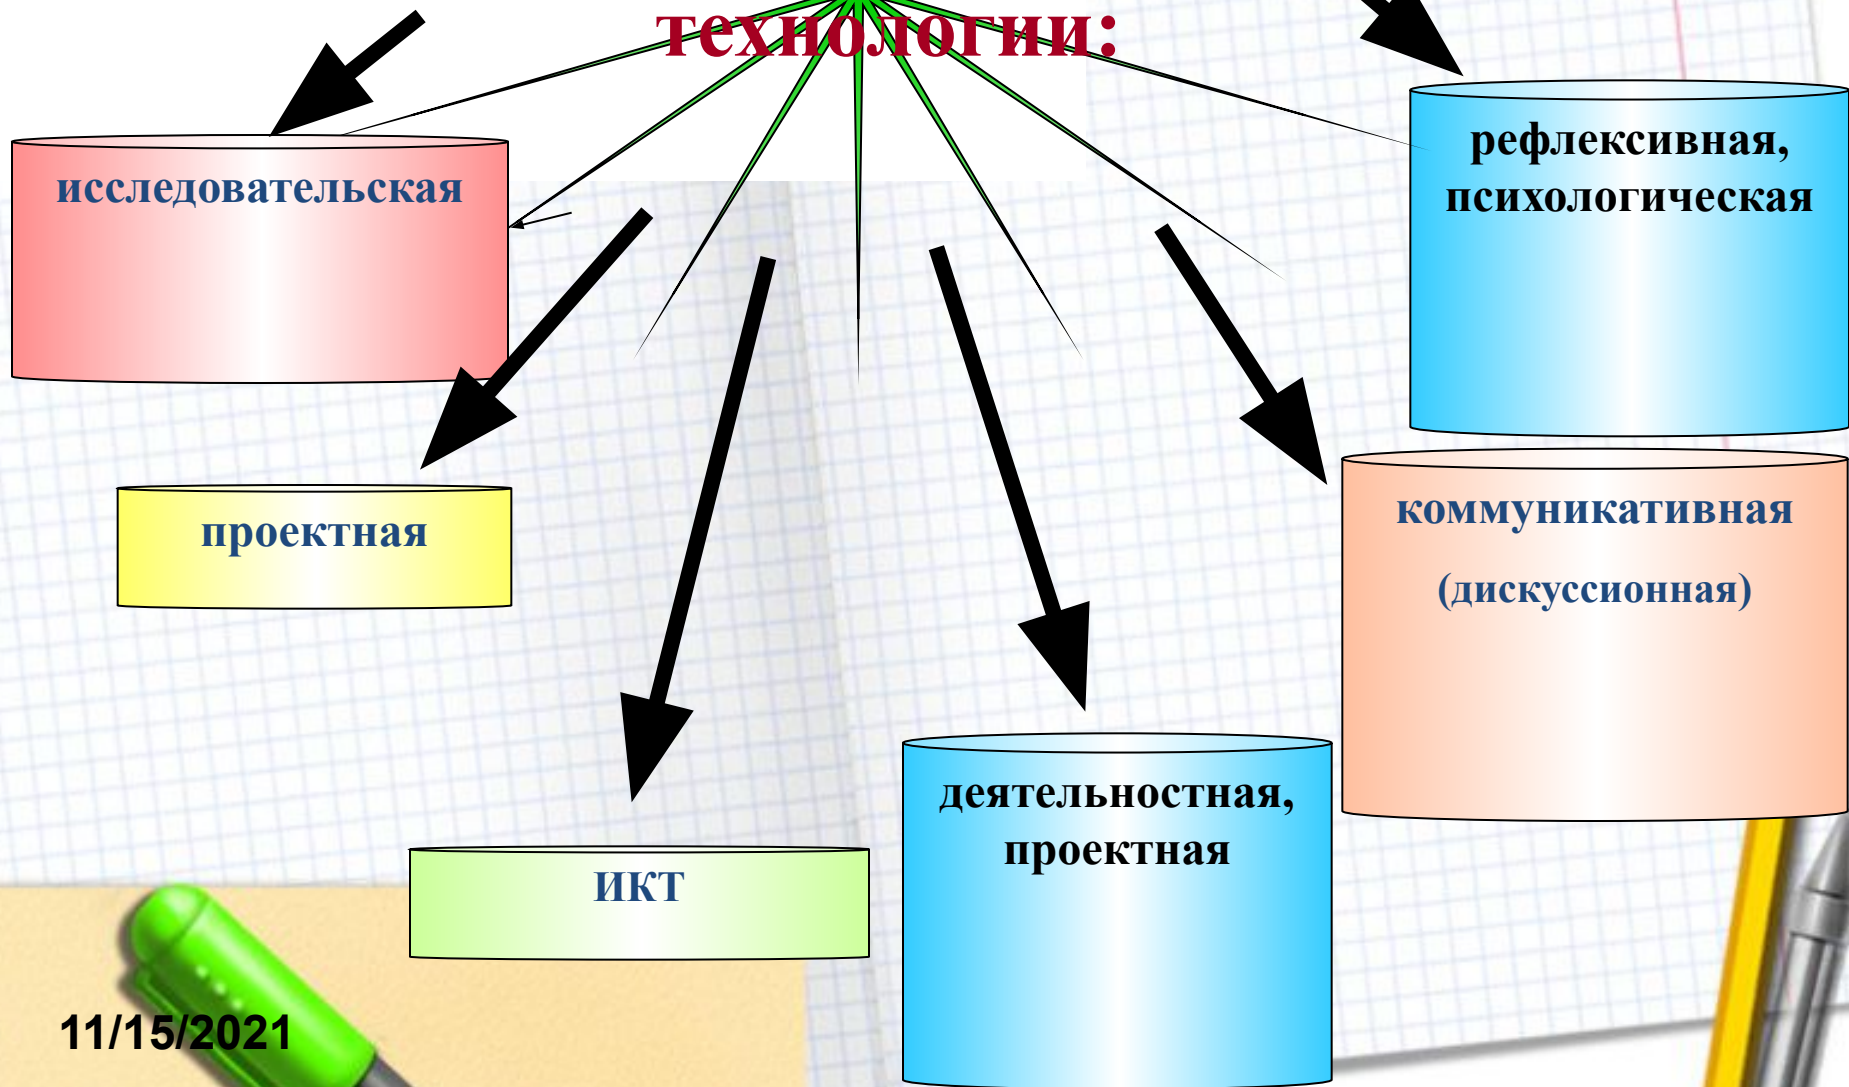 технологии:
исследовательская
рефлексивная,
психологическая
проектная
коммуникативная
(дискуссионная)
деятельностная,
проектная
ИКТ
11/15/2021